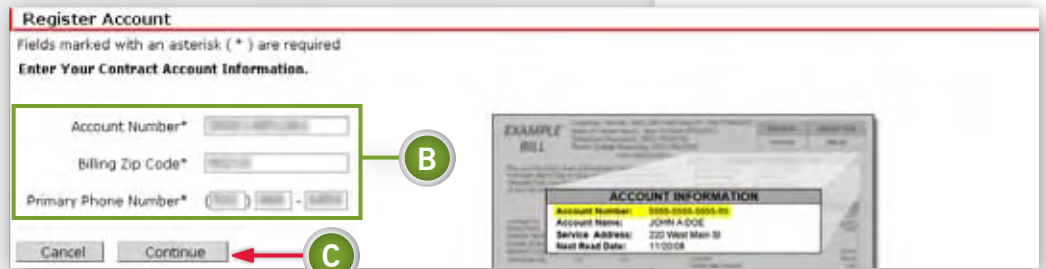 Register Account
Fields marked with an asterisk ( * ) are required
Enter Your Contract Account Information.
Account Number*
Billing Zip Code*
Primary Phone Number* ( ) -
B
Cancel Continue
C
EXAMPLE
BILL
ACCOUNT INFORMATION
Account Number: 5555-5555-5555-55
Account Name: JOHN A DOE
Service Address: 220 West Main St
Next Read Date: 11/20/08